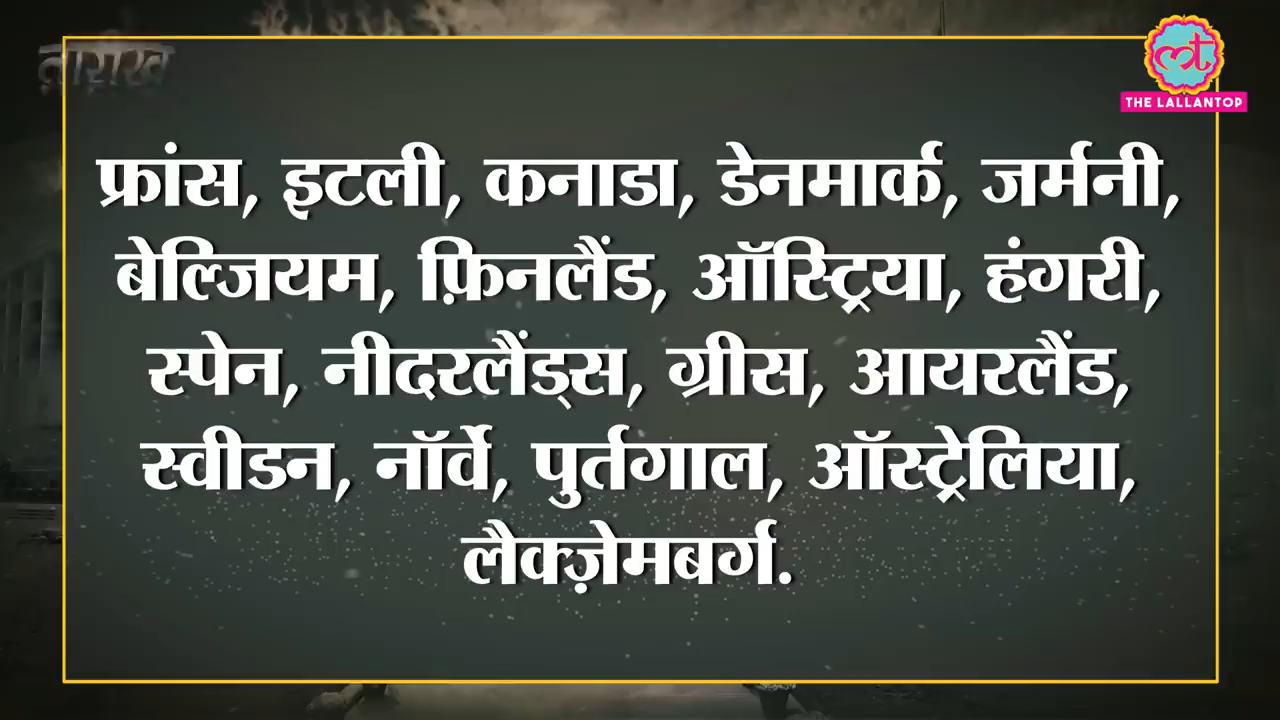 तारीख़
THE LALLANTOP
फ्रांस, इटली, कनाडा, डेनमार्क, जर्मनी,
बेल्जियम, फ़िनलैंड, ऑस्ट्रिया, हंगरी,
स्पेन, नीदरलैंड्स, ग्रीस, आयरलैंड,
स्वीडन, नॉर्वे, पुर्तगाल, ऑस्ट्रेलिया,
लैक्ज़ेमबर्ग.